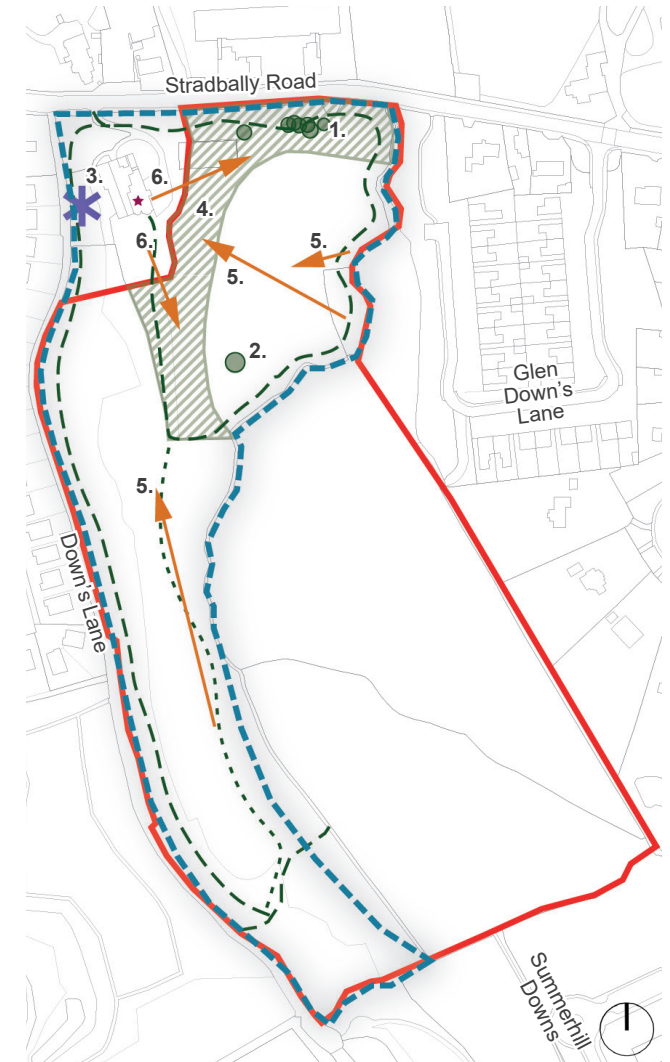 Stradbally Road
1.
3.
6.
4.
6.
5.
5.
2.
Glen
Down's
Lane
5.
Down's Lane
Summerhill
Downs